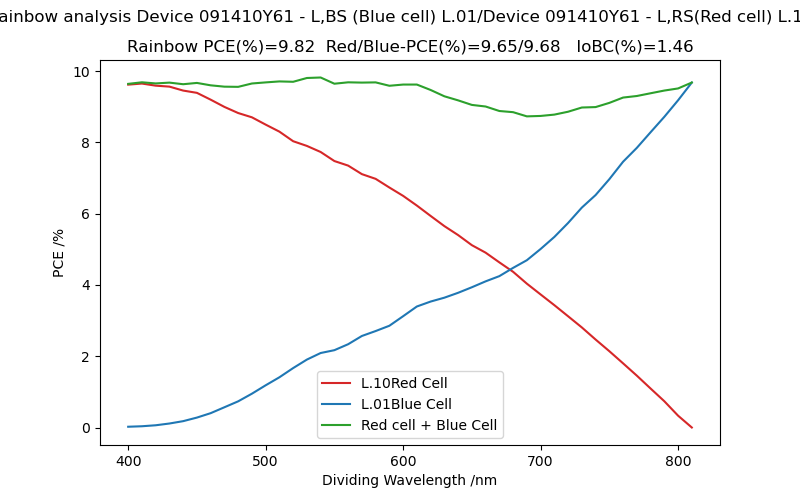 ainbow analysis Device 091410Y61 - L,BS (Blue cell) L.01/Device 091410Y61 - L,RS(Red cell) L.1
Rainbow PCE(%)=9.82 Red/Blue-PCE(%)=9.65/9.68 IoBC(%)=1.46
10
8
6
4
2
0
PCE /%
L.10Red Cell
L.01Blue Cell
Red cell + Blue Cell
400 500 600 700 800
Dividing Wavelength /nm